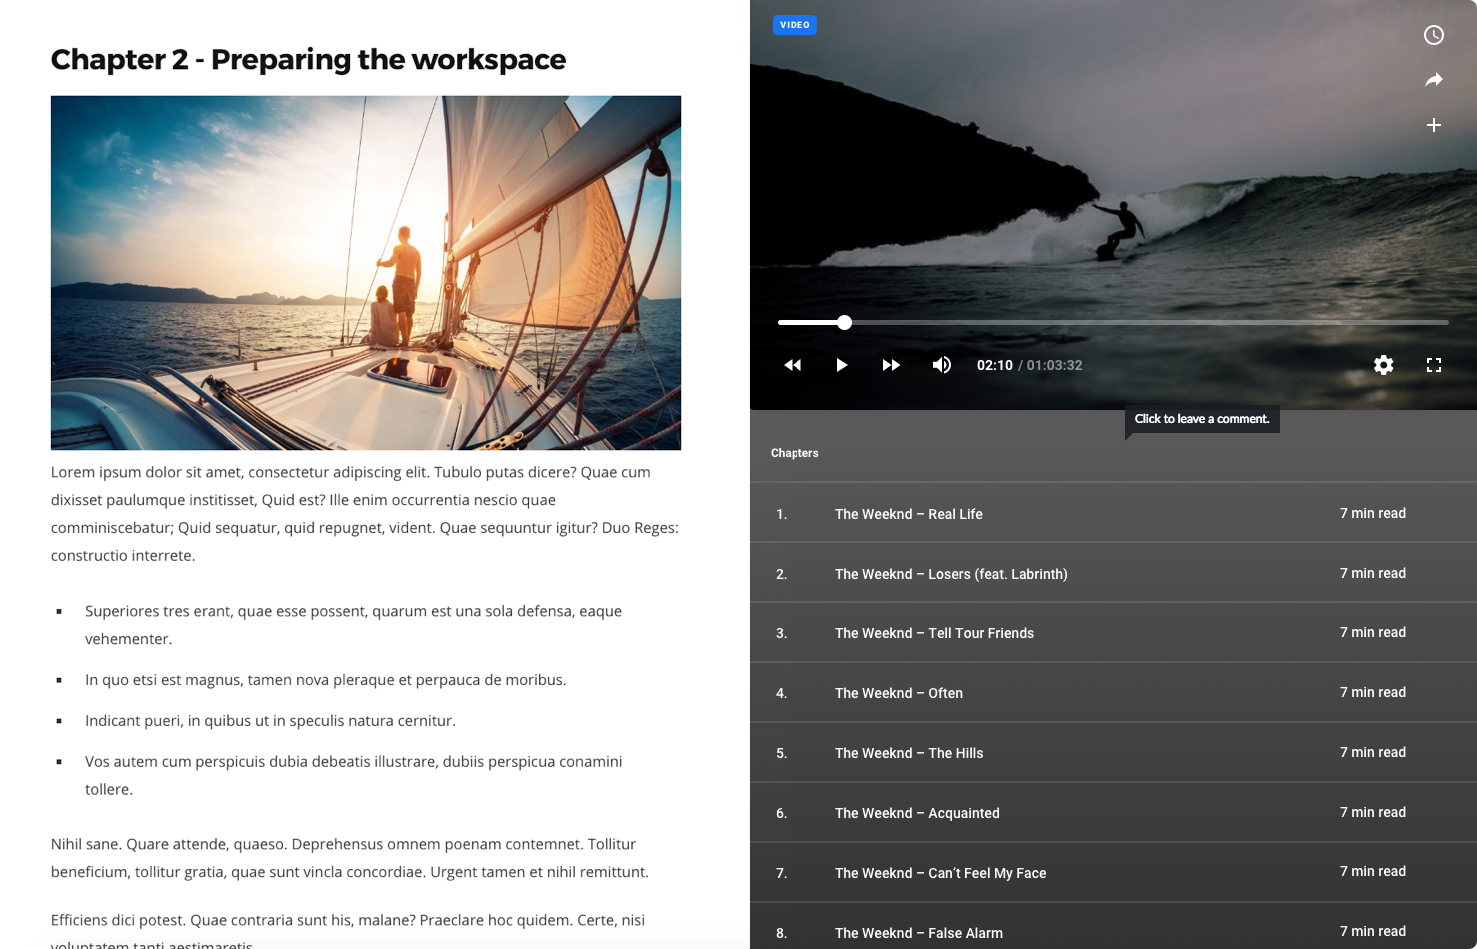 Chapter 2 - Preparing the workspace
Lorem ipsum dolor sit amet, consectetur adipiscing elit. Tubulo putas dicere? Quae cum
dixisset paulumque institisset, Quid est? Ille enim occurrentia nescio quae
comminiscebatur; Quid sequatur, quid repugnet, vident. Quae sequuntur igitur? Duo Reges:
constructio interrete.
▪ Superiores tres erant, quae esse possent, quarum est una sola defensa, eaque
vehementer.
▪ In quo etsi est magnus, tamen nova pleraque et perpauca de moribus.
▪ Indicant pueri, in quibus ut in speculis natura cernitur.
▪ Vos autem cum perspicuis dubia debeatis illustrare, dubiis perspicua conamini
tollere.
Nihil sane. Quare attende, quaeso. Deprehensus omnem poenam contemnet. Tollitur
beneficium, tollitur gratia, quae sunt vincla concordiae. Urgent tamen et nihil remittunt.
Efficiens dici potest. Quae contraria sunt his, malane? Praeclare hoc quidem. Certe, nisi
voluptatem tanti aestimaretis.
VIDEO
02:10 / 01:03:32
Click to leave a comment.
Chapters
1. The Weeknd – Real Life 7 min read
2. The Weeknd – Losers (feat. Labrinth) 7 min read
3. The Weeknd – Tell Tour Friends 7 min read
4. The Weeknd – Often 7 min read
5. The Weeknd – The Hills 7 min read
6. The Weeknd – Acquainted 7 min read
7. The Weeknd – Can’t Feel My Face 7 min read
8. The Weeknd – False Alarm 7 min read